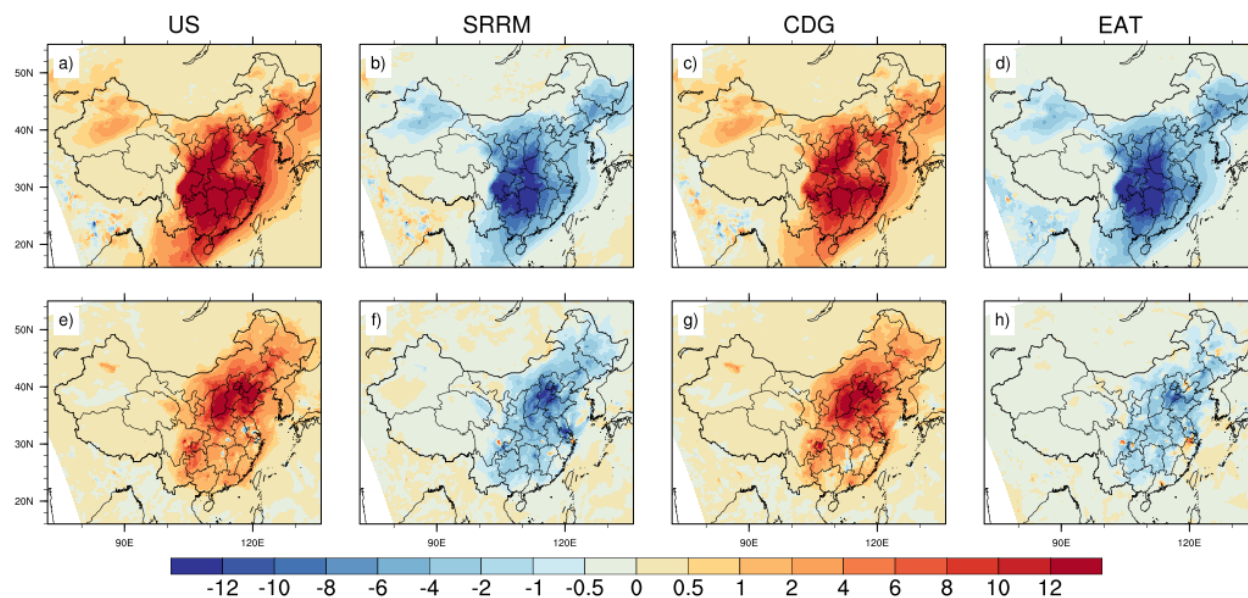 US SRRM CDG EAT
a) b) c) d)
50N
40N
30N
20N
e) f) g) h)
50N
40N
30N
20N
90E 120E 90E 120E 90E 120E 90E 120E
-12 -10 -8 -6 -4 -2 -1 -0.5 0 0.5 1 2 4 6 8 10 12